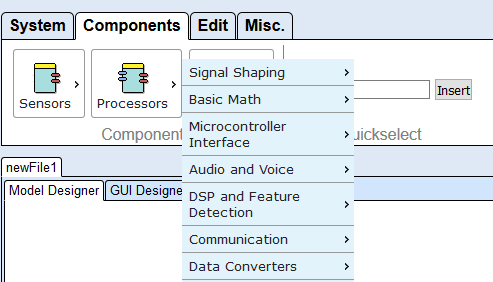 System Components Edit Misc.
Sensors Processors
Insert
Component
uickselect
Signal Shaping
Basic Math
Microcontroller
Interface
Audio and Voice
DSP and Feature
Detection
Communication
Data Converters
newFile1
Model Designer GUI Designe